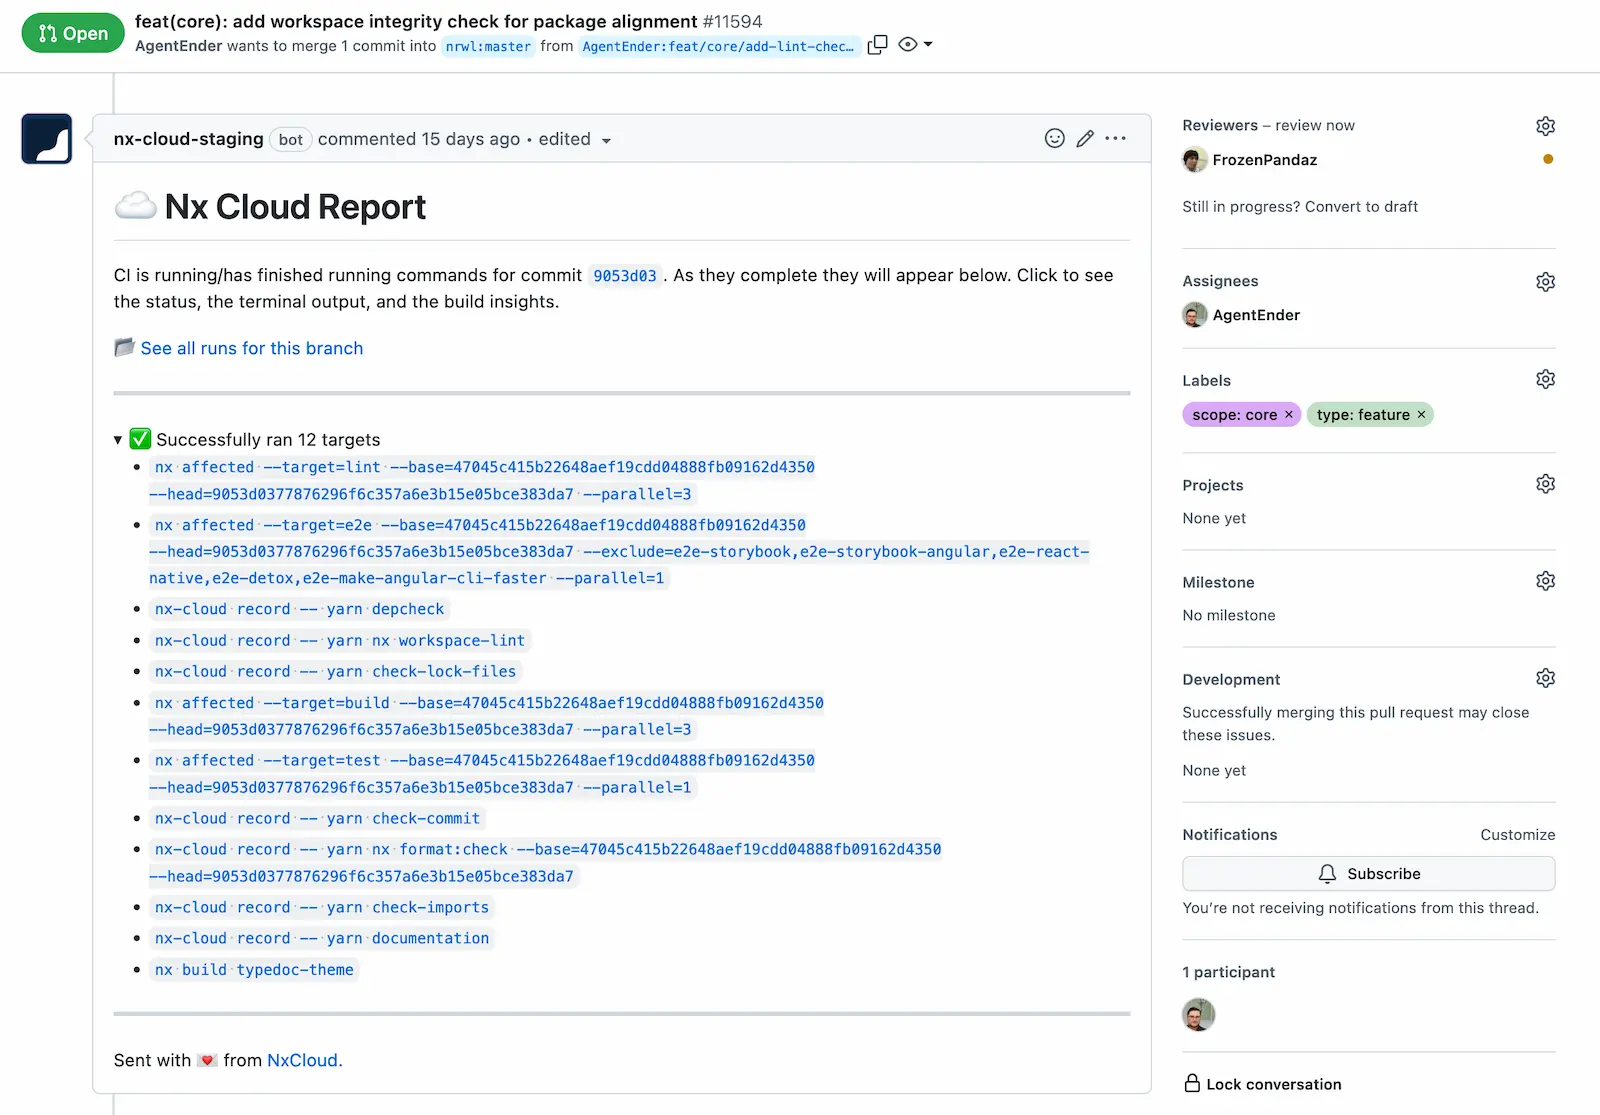 Open
feat(core): add workspace integrity check for package alignment #11594
AgentEnder wants to merge 1 commit into nrwl:master from AgentEnder:feat/core/add-lint-chec…
nx-cloud-staging bot commented 15 days ago • edited
Nx Cloud Report
CI is running/has finished running commands for commit 9053d03. As they complete they will appear below. Click to see
the status, the terminal output, and the build insights.
See all runs for this branch
Successfully ran 12 targets
nx affected --target=lint --base=47045c415b22648aef19cdd04888fb09162d4350
--head=9053d0377876296f6c357a6e3b15e05bce383da7 --parallel=3
nx affected --target=e2e --base=47045c415b22648aef19cdd04888fb09162d4350
--head=9053d0377876296f6c357a6e3b15e05bce383da7 --exclude=e2e-storybook,e2e-storybook-angular,e2e-react-
native,e2e-detox,e2e-make-angular-cli-faster --parallel=1
nx-cloud record -- yarn depcheck
nx-cloud record -- yarn nx workspace-lint
nx-cloud record -- yarn check-lock-files
nx affected --target=build --base=47045c415b22648aef19cdd04888fb09162d4350
--head=9053d0377876296f6c357a6e3b15e05bce383da7 --parallel=3
nx affected --target=test --base=47045c415b22648aef19cdd04888fb09162d4350
--head=9053d0377876296f6c357a6e3b15e05bce383da7 --parallel=1
nx-cloud record -- yarn check-commit
nx-cloud record -- yarn nx format:check --base=47045c415b22648aef19cdd04888fb09162d4350
--head=9053d0377876296f6c357a6e3b15e05bce383da7
nx-cloud record -- yarn check-imports
nx-cloud record -- yarn documentation
nx build typedoc-theme
Sent with 💌 from NxCloud.
Reviewers – review now
FrozenPandaz
Still in progress? Convert to draft
Assignees
AgentEnder
Labels
scope: core × type: feature ×
Projects
None yet
Milestone
No milestone
Development
Successfully merging this pull request may close
these issues.
None yet
Notifications Customize
Subscribe
You're not receiving notifications from this thread.
1 participant
Lock conversation